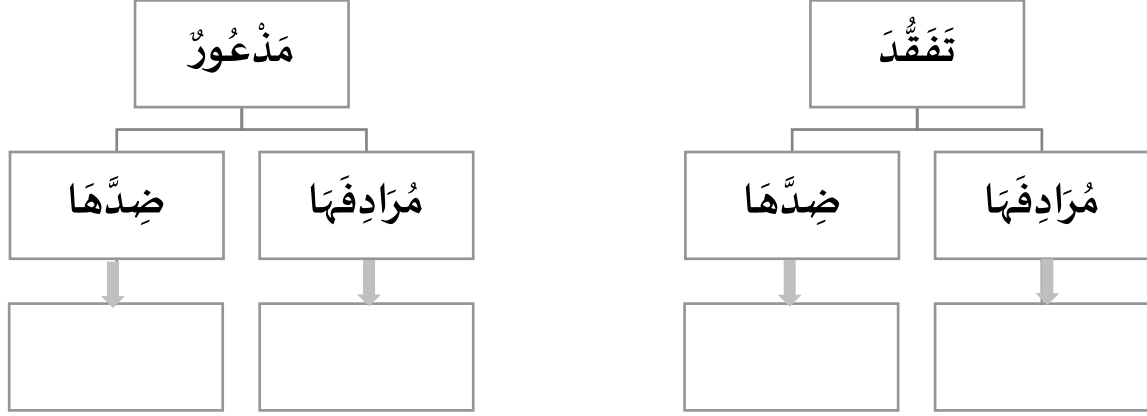 تَفَقُّدَ
مُرَادِفَهَا
ضِدَّهَا
مَذْعُورٌ
مُرَادِفَهَا
ضِدَّهَا